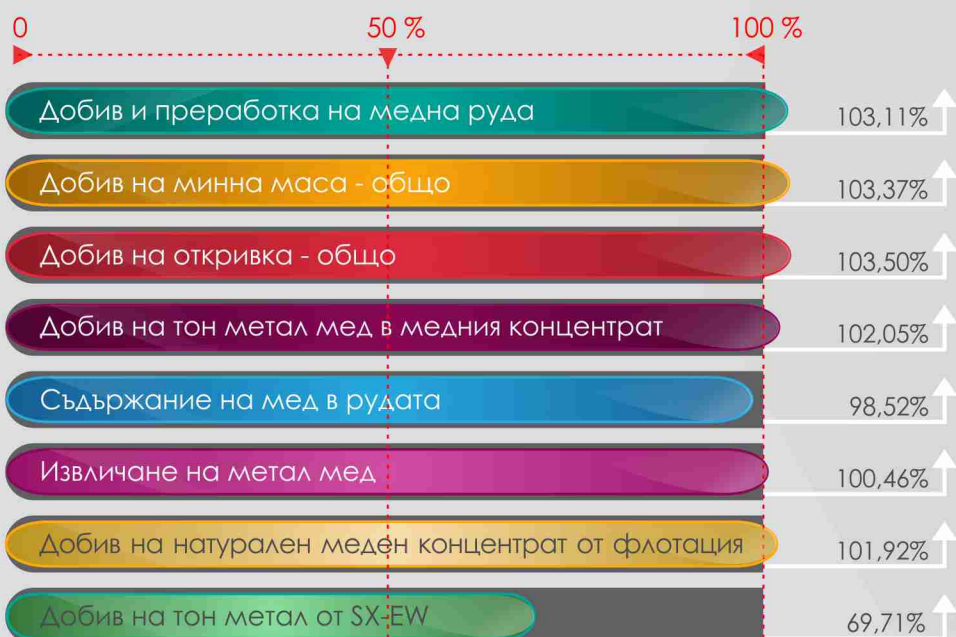 0
50 %
100 %
Добив и преработка на медна руда
103,11%
Добив на минна маса - общо
103,37%
Добив на откривка - общо
103,50%
Добив на тон метал мед в медния концентрат
102,05%
Съдържание на мед в рудата
98,52%
Извличане на метал мед
100,46%
Добив на натурален меден концентрат от флотация
101,92%
Добив на тон метал от SX-EW
69,71%